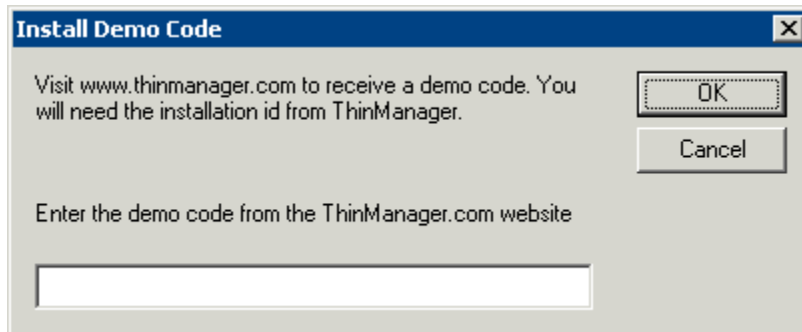 Install Demo Code
Visit www.thinmanager.com to receive a demo code. You
will need the installation id from ThinManager.
OK
Cancel
Enter the demo code from the ThinManager.com website